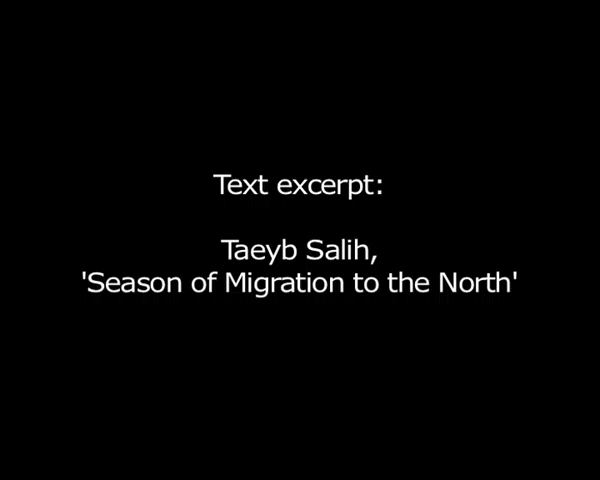 Text excerpt:
Taeyb Salih,
'Season of Migration to the North'